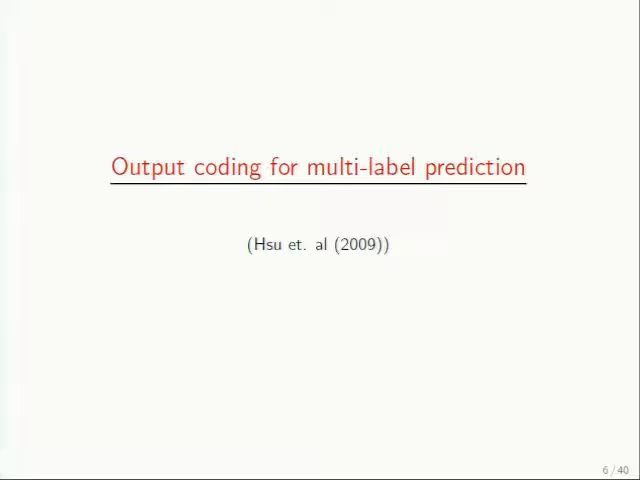 Output coding for multi-label prediction
(Hsu et. al (2009))
6 / 40